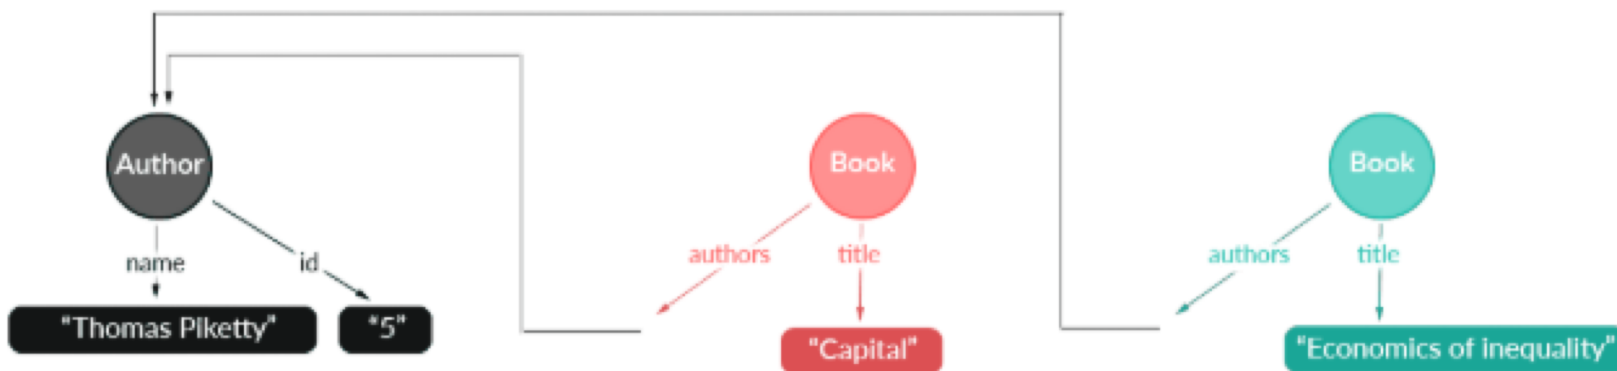 Author
name
id
“Thomas Piketty”
“5”
Book
authors
title
“Capital”
Book
authors
title
“Economics of inequality”